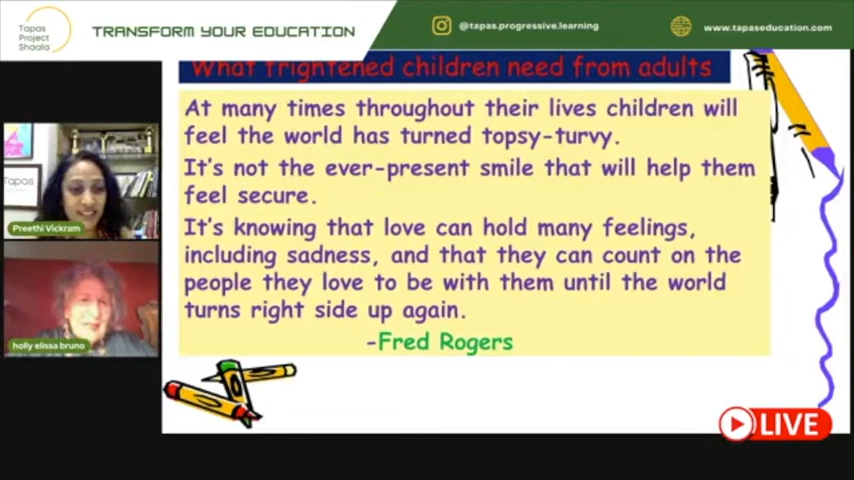 Tapas
Project
Shaala
TRANSFORM YOUR EDUCATION
@tapas.progressive.learning
www.tapaseducation.com
What frightened children need from adults
At many times throughout their lives children will
feel the world has turned topsy-turvy.
It's not the ever-present smile that will help them
feel secure.
It's knowing that love can hold many feelings,
including sadness, and that they can count on the
people they love to be with them until the world
turns right side up again.
-Fred Rogers
Tapas
Preethi Vickram
holly elissa bruno
LIVE